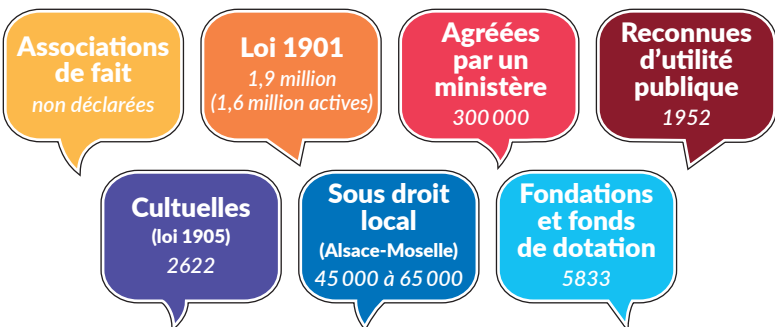 Associations
de fait
non déclarées
Loi 1901
1,9 million
(1,6 million actives)
Agréées
par un
ministère
300 000
Reconnues
d’utilité
publique
1952
Cultuelles
(loi 1905)
2622
Sous droit
local
(Alsace-Moselle)
45 000 à 65 000
Fondations
et fonds
de dotation
5833